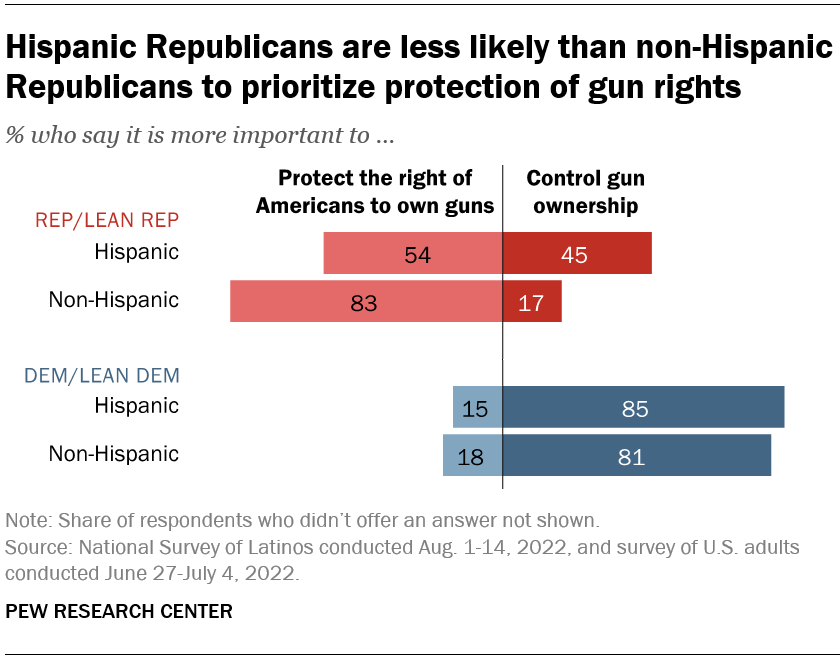 Hispanic Republicans are less likely than non-Hispanic
Republicans to prioritize protection of gun rights
% who say it is more important to ...
Protect the right of
Americans to own guns
Control gun
ownership
REP/LEAN REP
Hispanic 54 45
Non-Hispanic 83 17
DEM/LEAN DEM
Hispanic 15 85
Non-Hispanic 18 81
Note: Share of respondents who didn’t offer an answer not shown.
Source: National Survey of Latinos conducted Aug. 1-14, 2022, and survey of U.S. adults
conducted June 27-July 4, 2022.
PEW RESEARCH CENTER